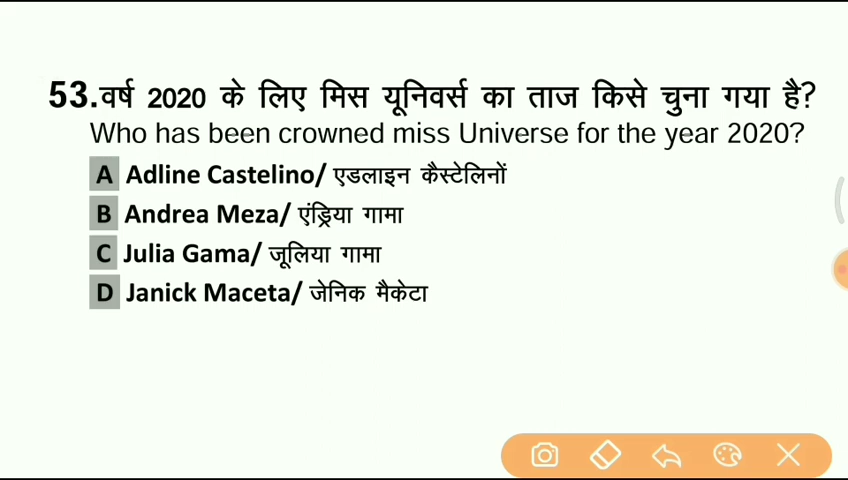 53.वर्ष 2020 के लिए मिस यूनिवर्स का ताज किसे चुना गया है?
Who has been crowned miss Universe for the year 2020?
A Adline Castelino/ एडलाइन कैस्टेलिनों
B Andrea Meza/ एंड्रिया गामा
C Julia Gama/ जूलिया गामा
D Janick Maceta/ जेनिक मैकेटा